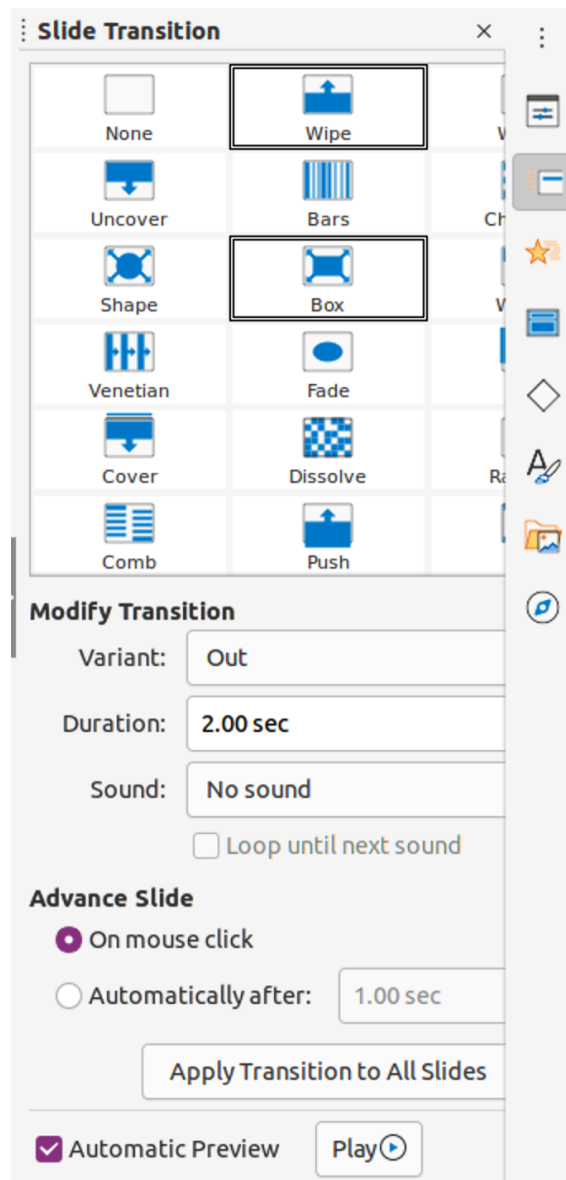 Slide Transition
None Wipe
Uncover Bars
Shape Box
Venetian Fade
Cover Dissolve
Comb Push
Modify Transition
Variant: Out
Duration: 2.00 sec
Sound: No sound
Loop until next sound
Advance Slide
On mouse click
Automatically after: 1.00 sec
Apply Transition to All Slides
Automatic Preview Play